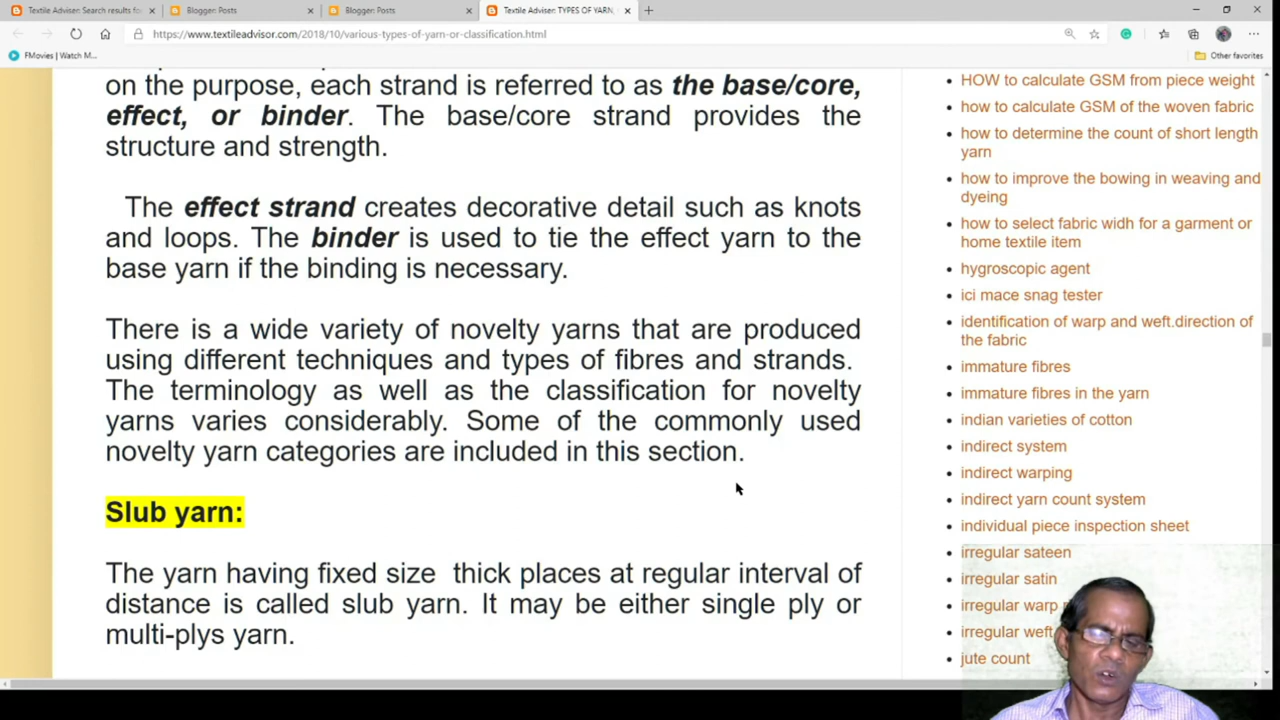 Textile Adviser: Search results fo
Blogger: Posts
Blogger: Posts
Textile Adviser: TYPES OF YARN,
https://www.textileadvisor.com/2018/10/various-types-of-yarn-or-classification.html
FMovies | Watch M...
Other favorites
on the purpose, each strand is referred to as the base/core,
effect, or binder. The base/core strand provides the
structure and strength.
The effect strand creates decorative detail such as knots
and loops. The binder is used to tie the effect yarn to the
base yarn if the binding is necessary.
There is a wide variety of novelty yarns that are produced
using different techniques and types of fibres and strands.
The terminology as well as the classification for novelty
yarns varies considerably. Some of the commonly used
novelty yarn categories are included in this section.
Slub yarn:
The yarn having fixed size thick places at regular interval of
distance is called slub yarn. It may be either single ply or
multi-plys yarn.
HOW to calculate GSM from piece weight
how to calculate GSM of the woven fabric
how to determine the count of short length
yarn
how to improve the bowing in weaving and
dyeing
how to select fabric widh for a garment or
home textile item
hygroscopic agent
ici mace snag tester
identification of warp and weft.direction of
the fabric
immature fibres
immature fibres in the yarn
indian varieties of cotton
indirect system
indirect warping
indirect yarn count system
individual piece inspection sheet
irregular sateen
irregular satin
irregular warp
irregular weft
jute count